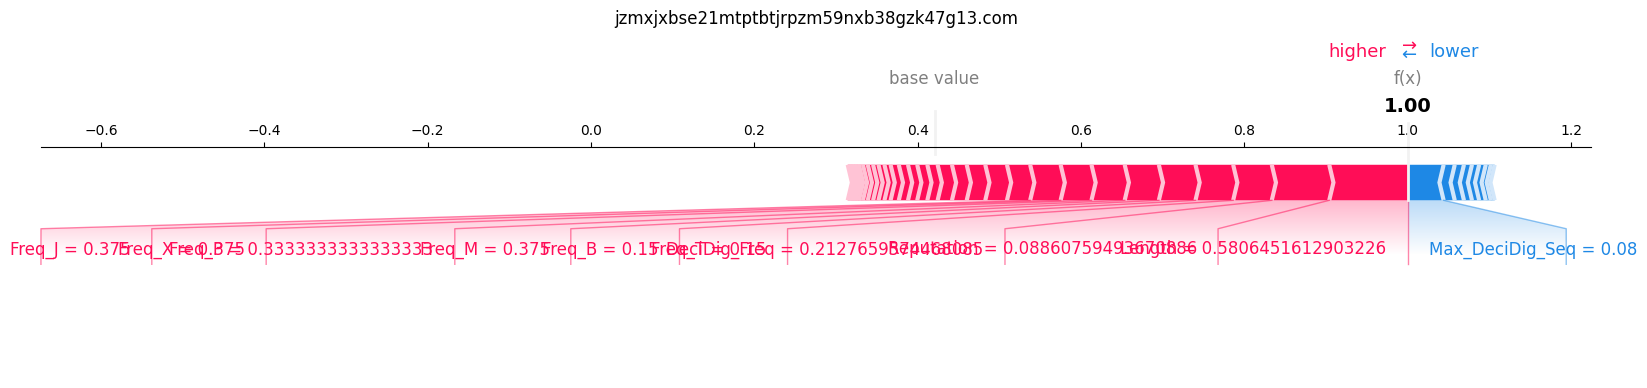 jzmxjxbse21mtptbtjrpzm59nxb38gzk47g13.com
higher ⇄ lower
base value
f(x)
1.00
−0.6 −0.4 −0.2 0.0 0.2 0.4 0.6 0.8 1.0 1.2
Freq_J = 0.375
Freq_X = 0.375
= 0.3333333333333333
Freq_M = 0.375
Freq_B = 0.15
Freq_T = 0.15
DeciDig_Freq = 0.2127659574468085
Reputation = 0.08860759493670886
Length = 0.5806451612903226
Max_DeciDig_Seq = 0.08